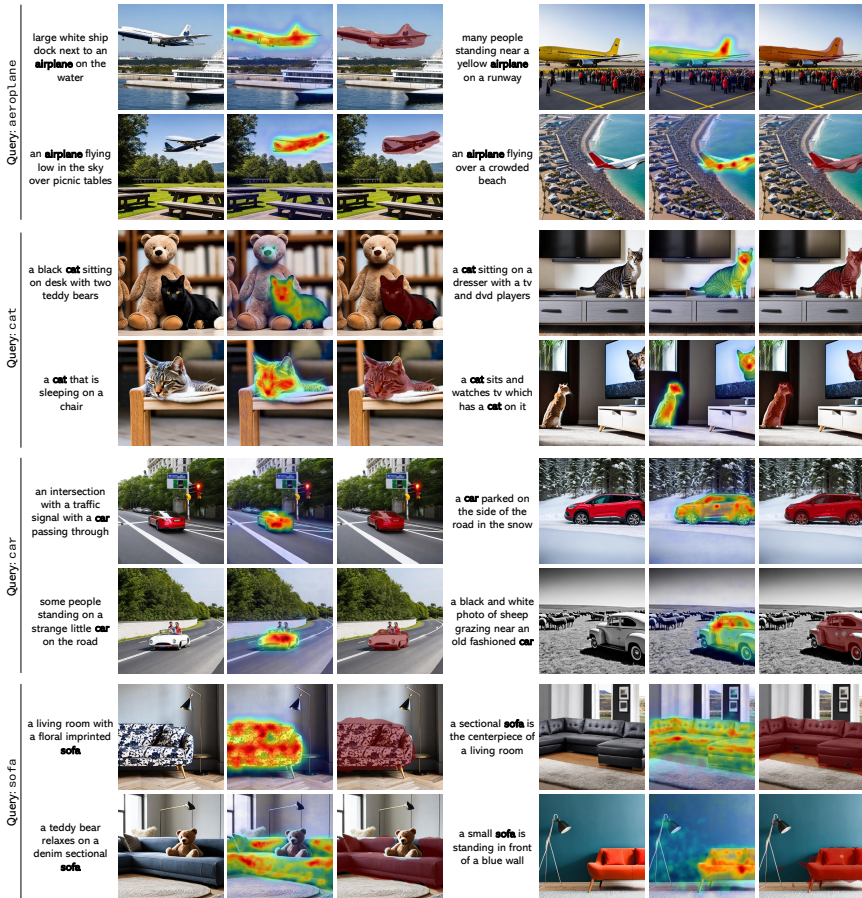 Query: aeroplane
large white ship
dock next to an
airplane on the
water
many people
standing near a
yellow airplane
on a runway
an airplane flying
low in the sky
over picnic tables
an airplane flying
over a crowded
beach
Query: cat
a black cat sitting
on desk with two
teddy bears
a cat sitting on a
dresser with a tv
and dvd players
a cat that is
sleeping on a
chair
a cat sits and
watches tv which
has a cat on it
Query: car
an intersection
with a traffic
signal with a car
passing through
a car parked on
the side of the
road in the snow
some people
standing on a
strange little car
on the road
a black and white
photo of sheep
grazing near an
old fashioned car
Query: sofa
a living room with
a floral imprinted
sofa
a sectional sofa is
the centerpiece of
a living room
a teddy bear
relaxes on a
denim sectional
sofa
a small sofa is
standing in front
of a blue wall